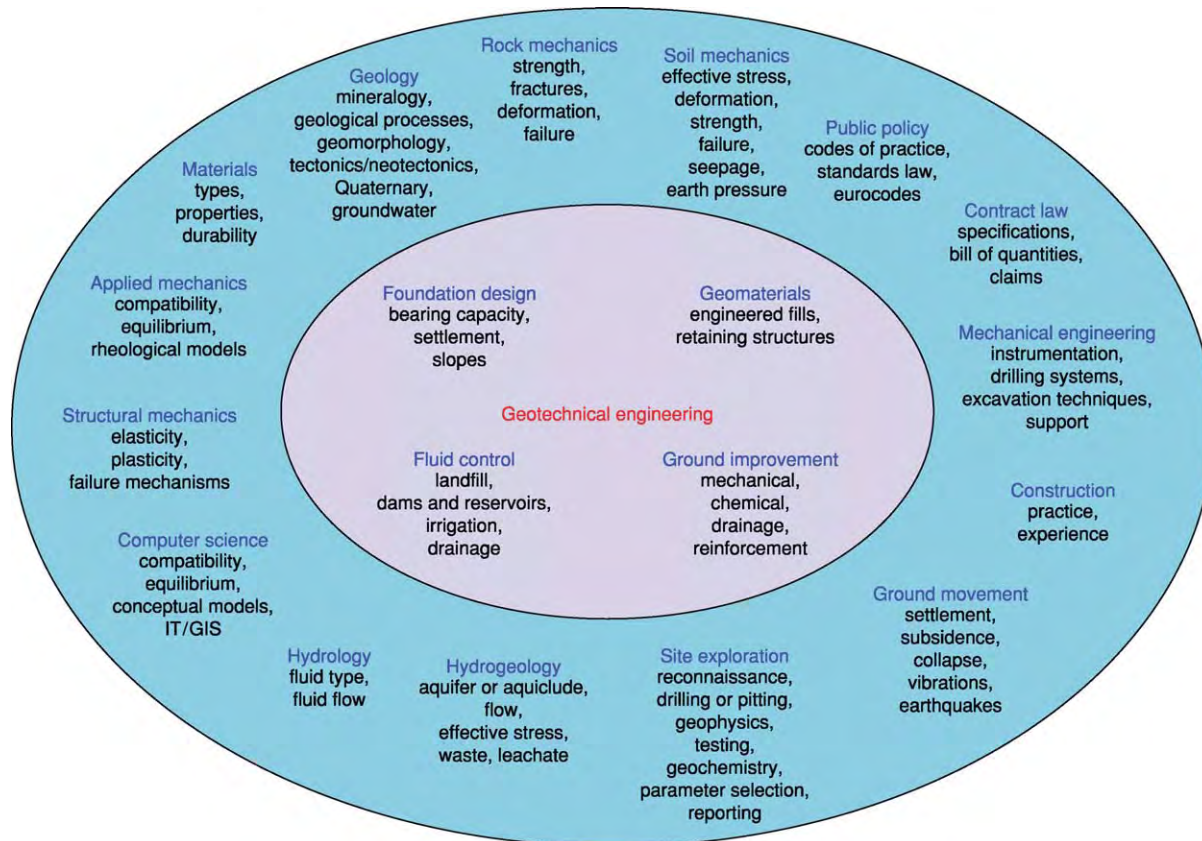 Rock mechanics
strength,
fractures,
deformation,
failure
Soil mechanics
effective stress,
deformation,
strength,
failure,
seepage,
earth pressure
Geology
mineralogy,
geological processes,
geomorphology,
tectonics/neotectonics,
Quaternary,
groundwater
Public policy
codes of practice,
standards law,
eurocodes
Materials
types,
properties,
durability
Contract law
specifications,
bill of quantities,
claims
Applied mechanics
compatibility,
equilibrium,
rheological models
Foundation design
bearing capacity,
settlement,
slopes
Geomaterials
engineered fills,
retaining structures
Mechanical engineering
instrumentation,
drilling systems,
excavation techniques,
support
Geotechnical engineering
Structural mechanics
elasticity,
plasticity,
failure mechanisms
Fluid control
landfill,
dams and reservoirs,
irrigation,
drainage
Ground improvement
mechanical,
chemical,
drainage,
reinforcement
Construction
practice,
experience
Computer science
compatibility,
equilibrium,
conceptual models,
IT/GIS
Ground movement
settlement,
subsidence,
collapse,
vibrations,
earthquakes
Hydrology
fluid type,
fluid flow
Hydrogeology
aquifer or aquiclude,
flow,
effective stress,
waste, leachate
Site exploration
reconnaissance,
drilling or pitting,
geophysics,
testing,
geochemistry,
parameter selection,
reporting